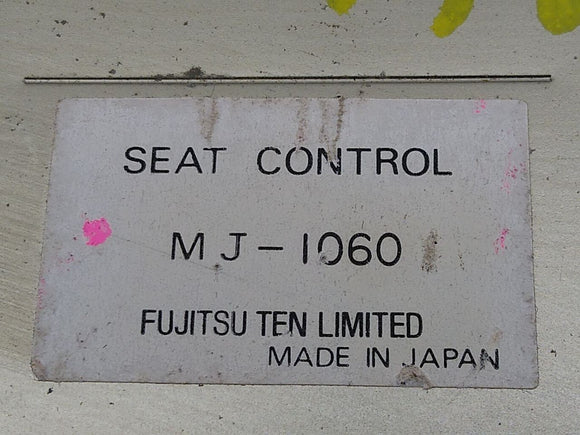 SEAT CONTROL
MJ-1060
FUJITSU TEN LIMITED
MADE IN JAPAN